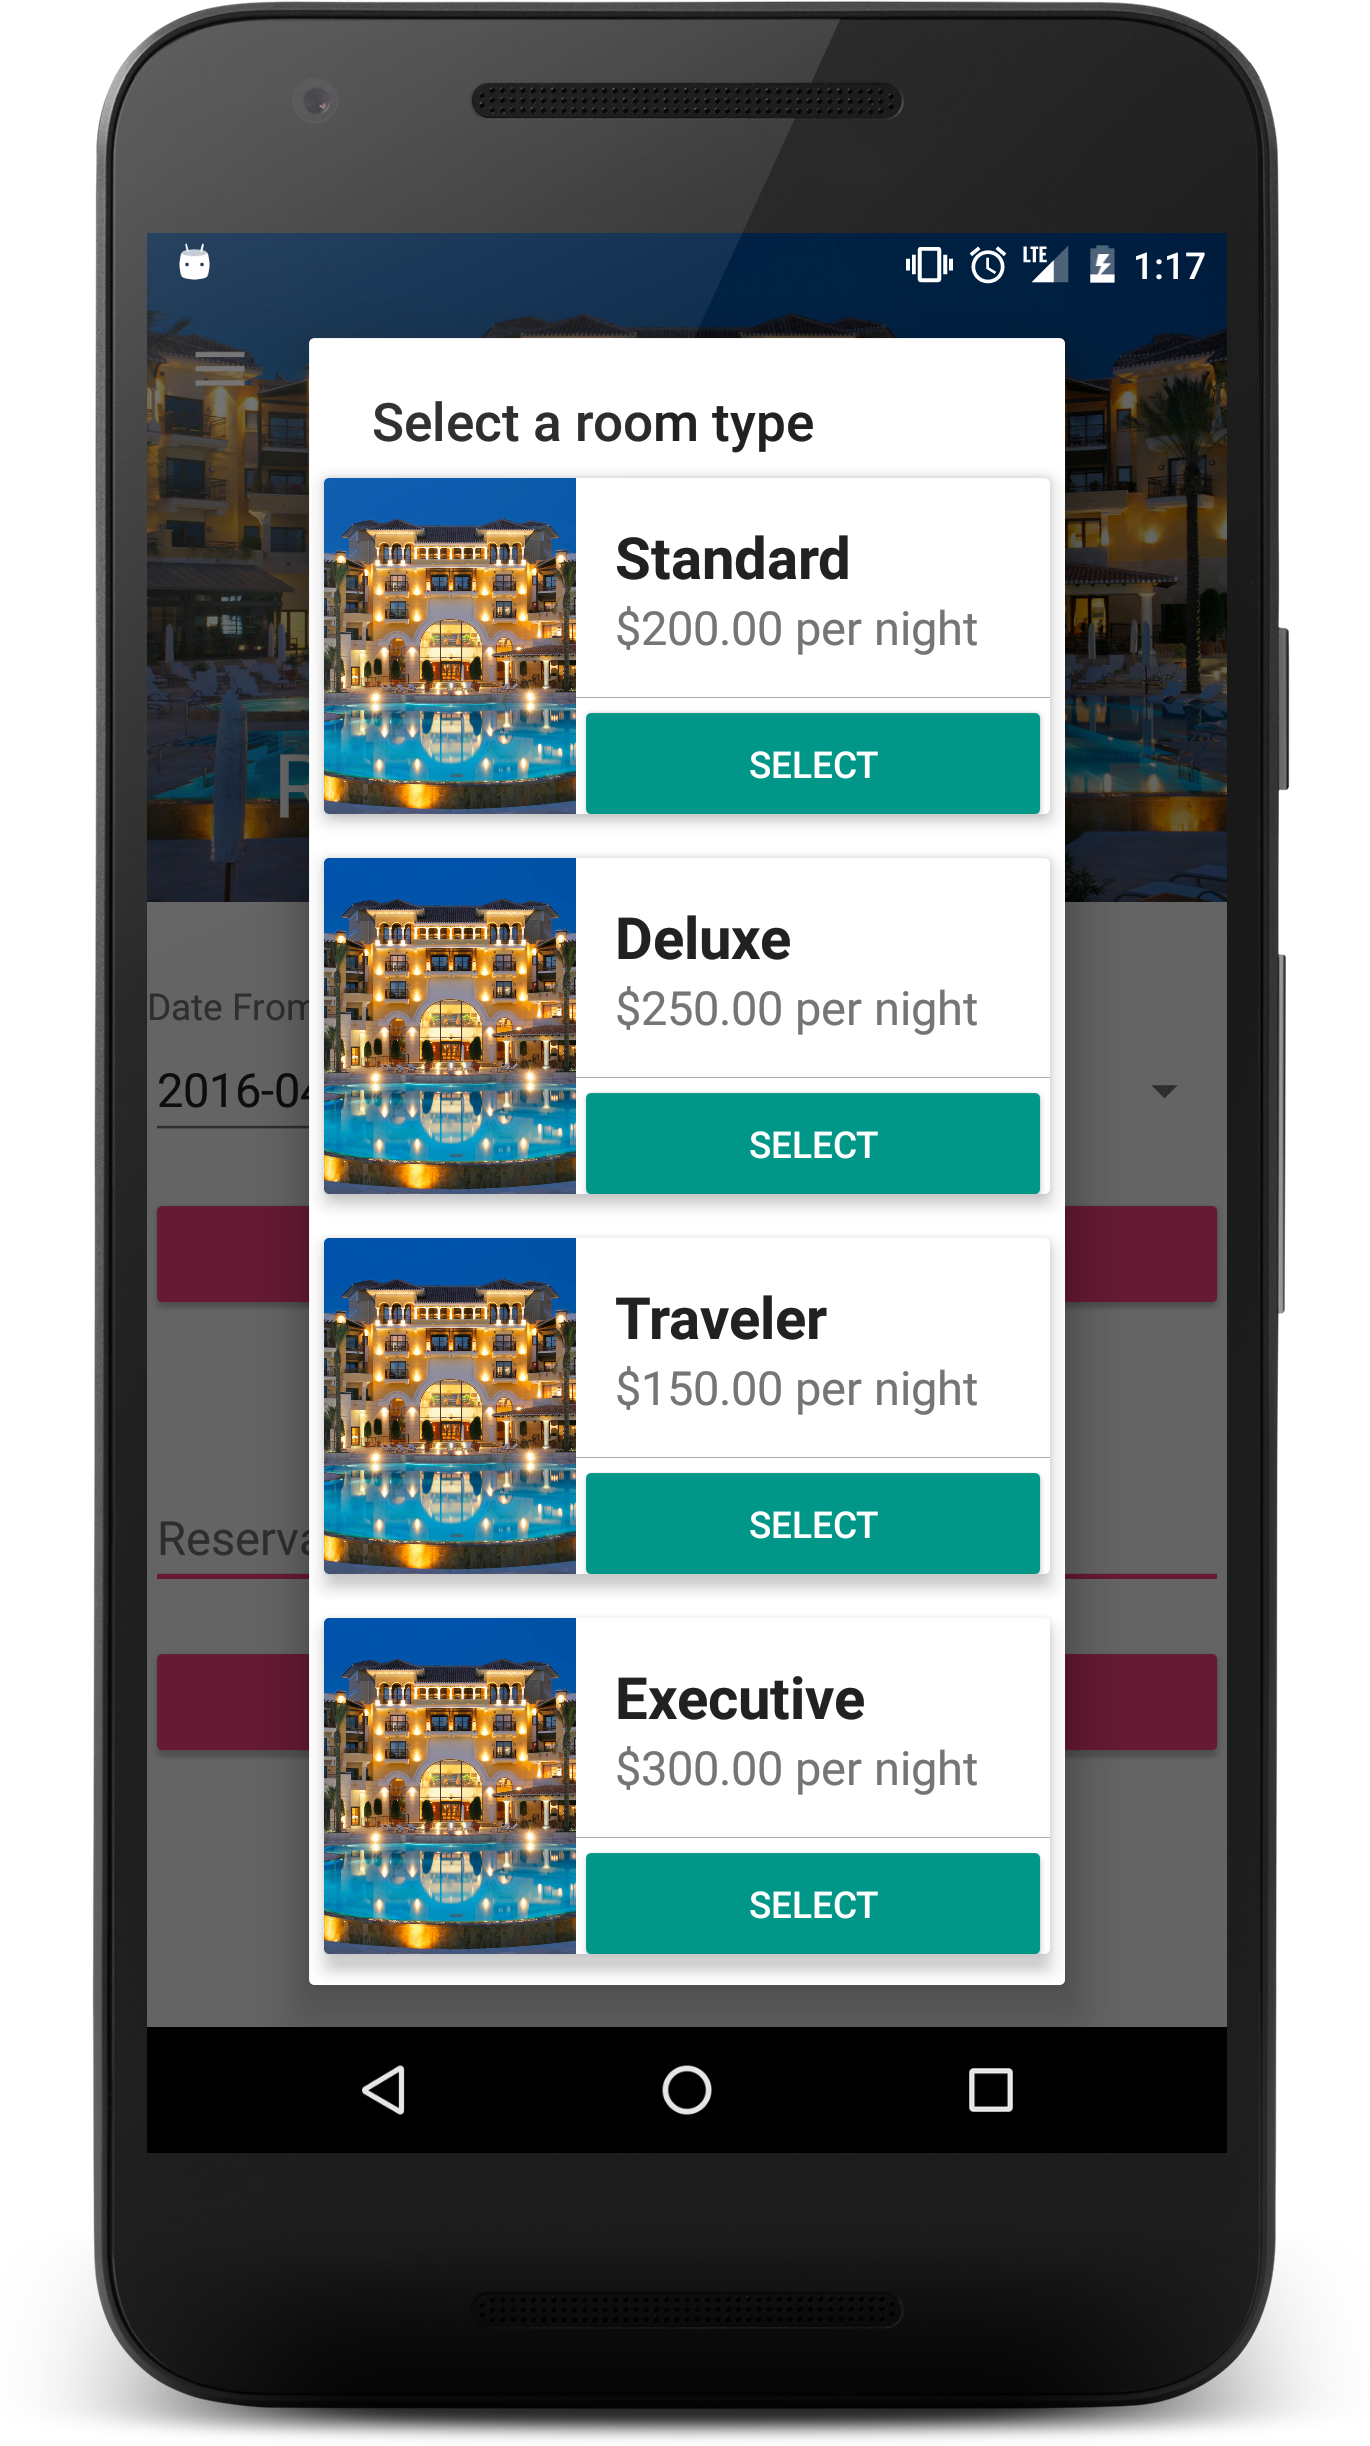 LTE 1:17
Select a room type
Standard
$200.00 per night
SELECT
Deluxe
$250.00 per night
SELECT
Traveler
$150.00 per night
SELECT
Executive
$300.00 per night
SELECT
Date From
2016-04